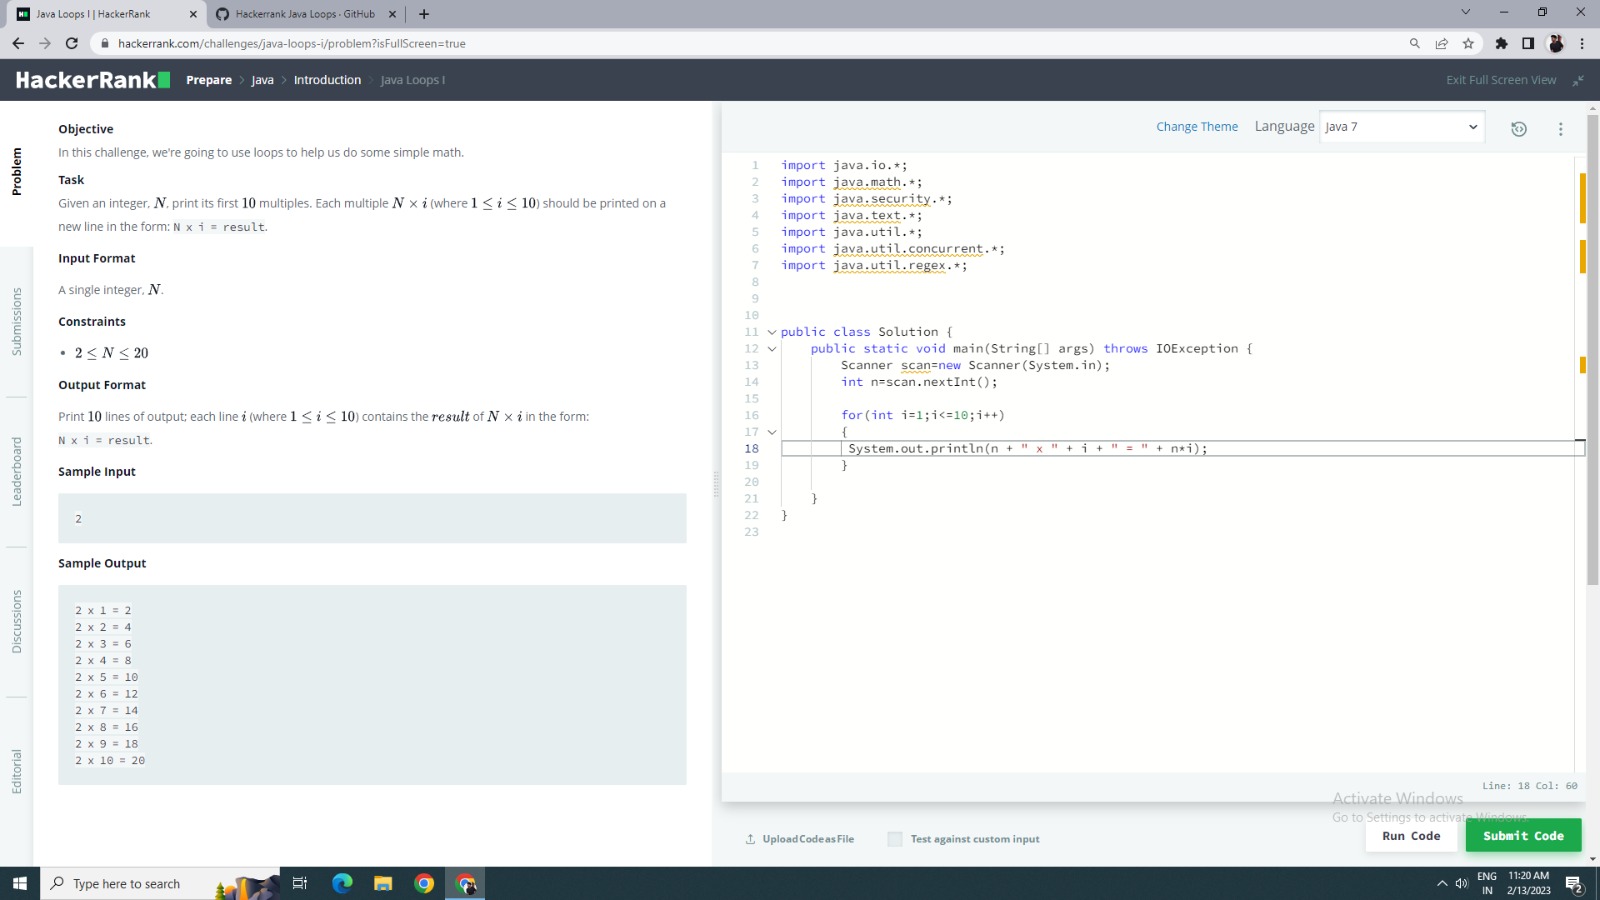 Java Loops I | HackerRank
Hackerrank Java Loops · GitHub
hackerrank.com/challenges/java-loops-i/problem?isFullScreen=true
HackerRank
Prepare > Java > Introduction > Java Loops I
Exit Full Screen View
Problem
Submissions
Leaderboard
Discussions
Editorial
Objective
In this challenge, we're going to use loops to help us do some simple math.
Task
Given an integer, N, print its first 10 multiples. Each multiple N × i (where 1 ≤ i ≤ 10) should be printed on a
new line in the form: N x i = result.
Input Format
A single integer, N.
Constraints
• 2 ≤ N ≤ 20
Output Format
Print 10 lines of output; each line i (where 1 ≤ i ≤ 10) contains the result of N × i in the form:
N x i = result.
Sample Input
2
Sample Output
2 x 1 = 2
2 x 2 = 4
2 x 3 = 6
2 x 4 = 8
2 x 5 = 10
2 x 6 = 12
2 x 7 = 14
2 x 8 = 16
2 x 9 = 18
2 x 10 = 20
Change Theme
Language
Java 7
1 import java.io.*;
2 import java.math.*;
3 import java.security.*;
4 import java.text.*;
5 import java.util.*;
6 import java.util.concurrent.*;
7 import java.util.regex.*;
8
9
10
11 public class Solution {
12 public static void main(String[] args) throws IOException {
13 Scanner scan=new Scanner(System.in);
14 int n=scan.nextInt();
15
16 for(int i=1;i<=10;i++)
17 {
18 System.out.println(n + " x " + i + " = " + n*i);
19 }
20
21 }
22 }
23
Line: 18 Col: 60
Activate Windows
Go to Settings to activate Windows.
Upload Code as File
Test against custom input
Run Code
Submit Code
Type here to search
ENG
IN
11:20 AM
2/13/2023
2